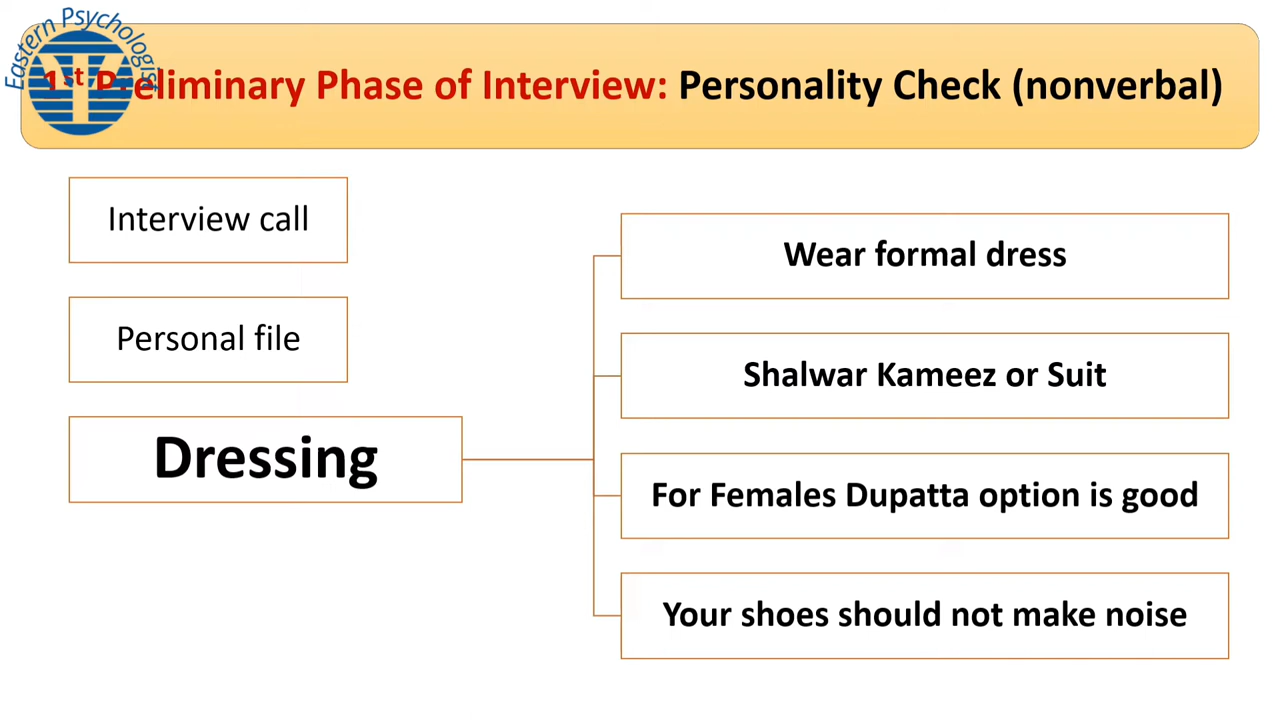 Eastern Psychologist
1st Preliminary Phase of Interview: Personality Check (nonverbal)
Interview call
Personal file
Dressing
Wear formal dress
Shalwar Kameez or Suit
For Females Dupatta option is good
Your shoes should not make noise